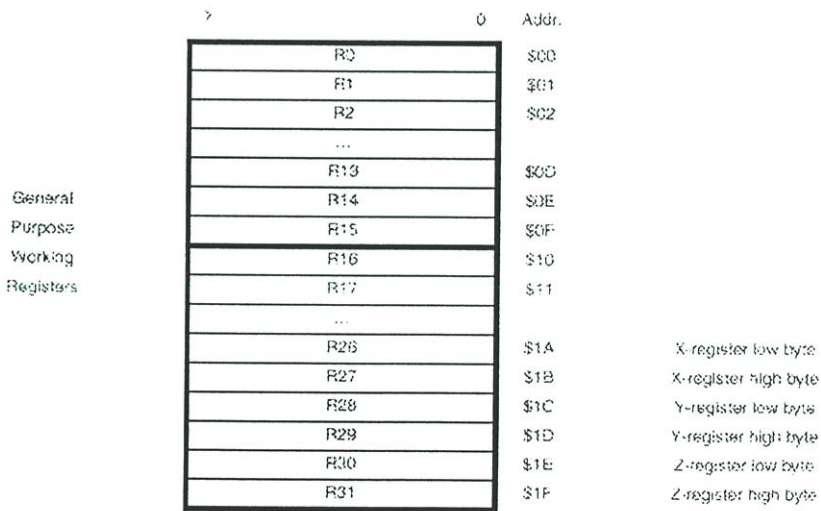 7 0 Addr.
R0 $00
R1 $01
R2 $02
...
R13 $0D
General R14 $0E
Purpose R15 $0F
Working R16 $10
Registers R17 $11
...
R26 $1A X-register low byte
R27 $1B X-register high byte
R28 $1C Y-register low byte
R29 $1D Y-register high byte
R30 $1E Z-register low byte
R31 $1F Z-register high byte